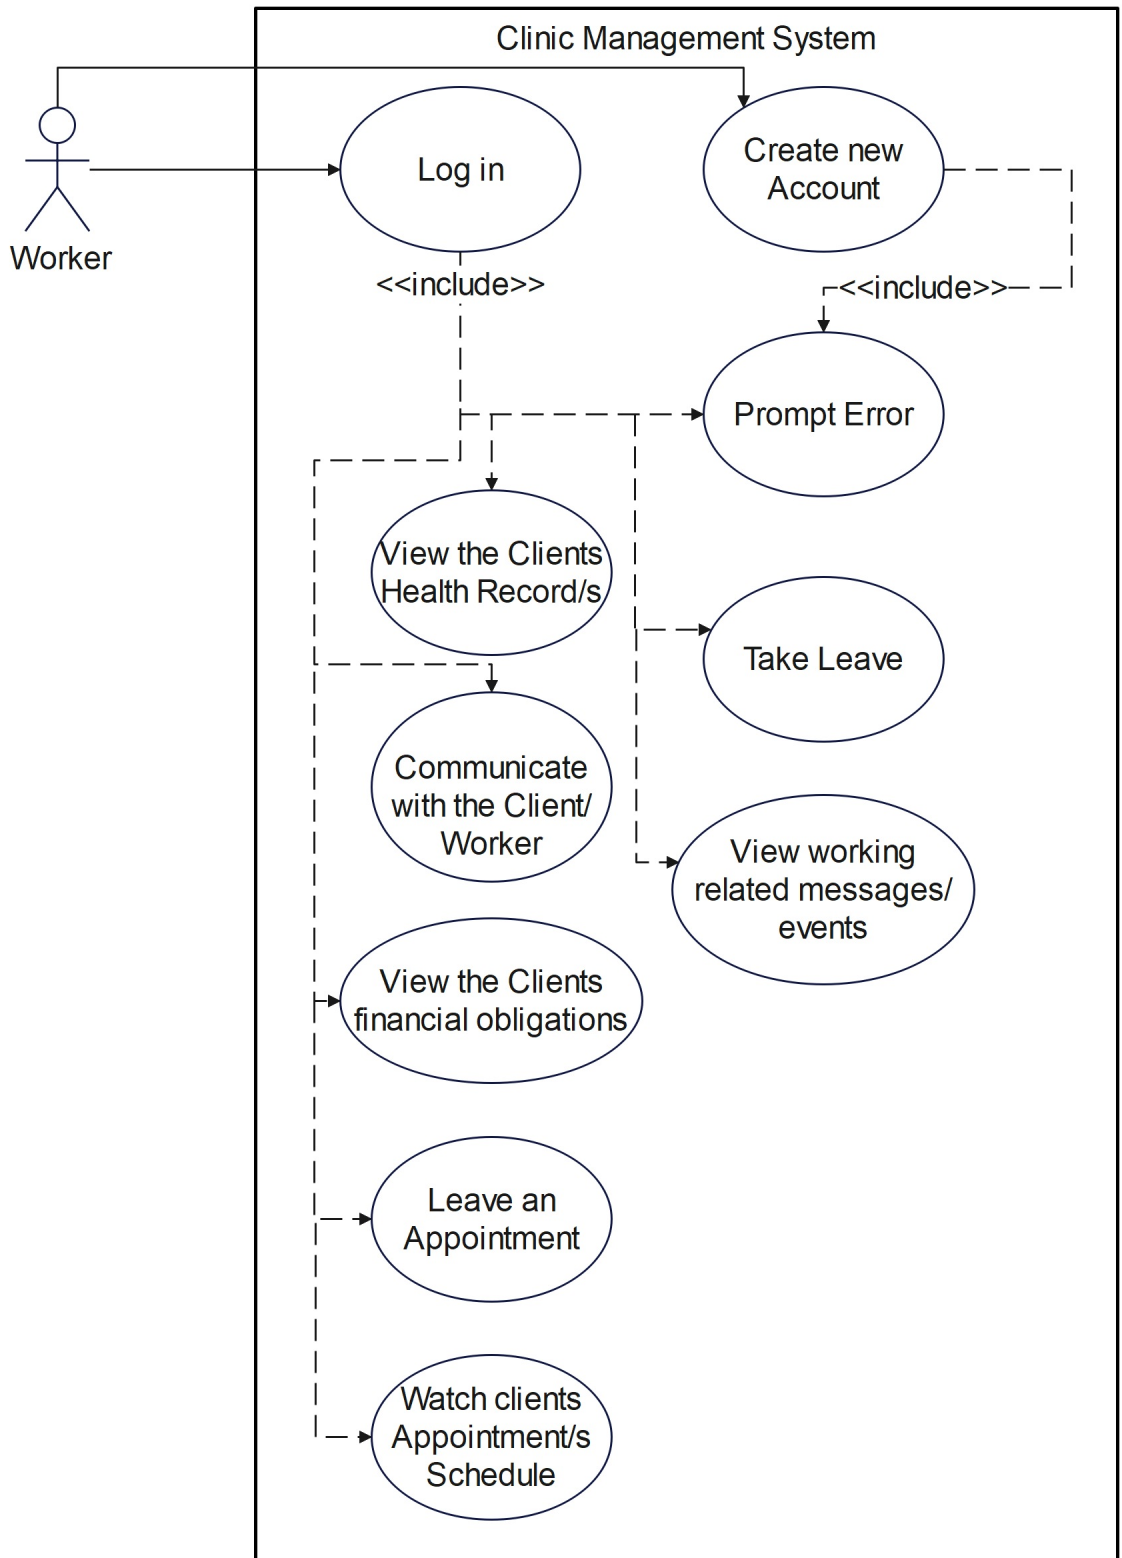 Clinic Management System
Worker
Log in
Create new
Account
<<include>>
<<include>>
Prompt Error
View the Clients
Health Record/s
Take Leave
Communicate
with the Client/
Worker
View working
related messages/
events
View the Clients
financial obligations
Leave an
Appointment
Watch clients
Appointment/s
Schedule